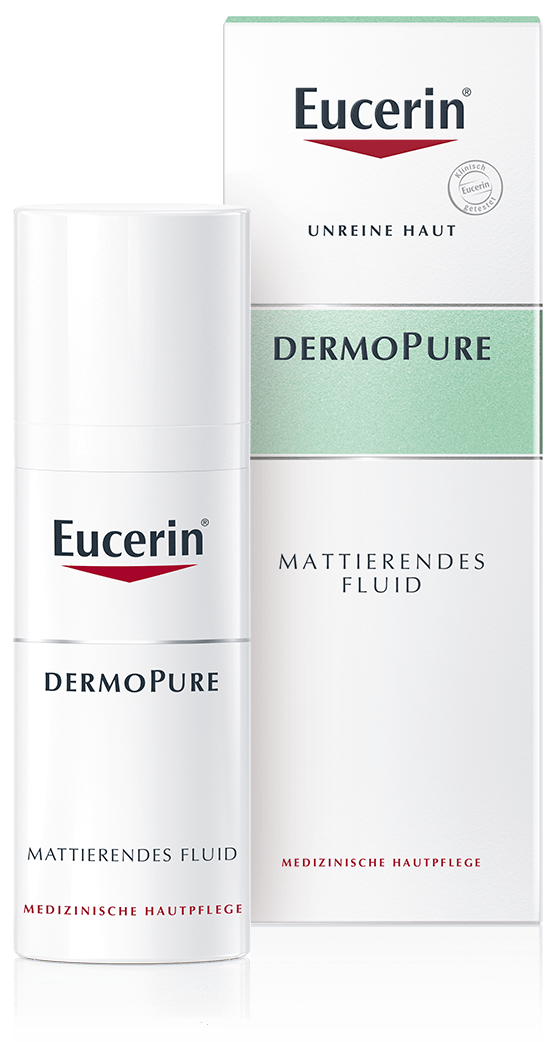 Eucerin®
Klinisch
Eucerin
getestet
UNREINE HAUT
DERMOPURE
MATTIERENDES
FLUID
MEDIZINISCHE HAUTPFLEGE
Eucerin®
DERMOPURE
MATTIERENDES FLUID
MEDIZINISCHE HAUTPFLEGE